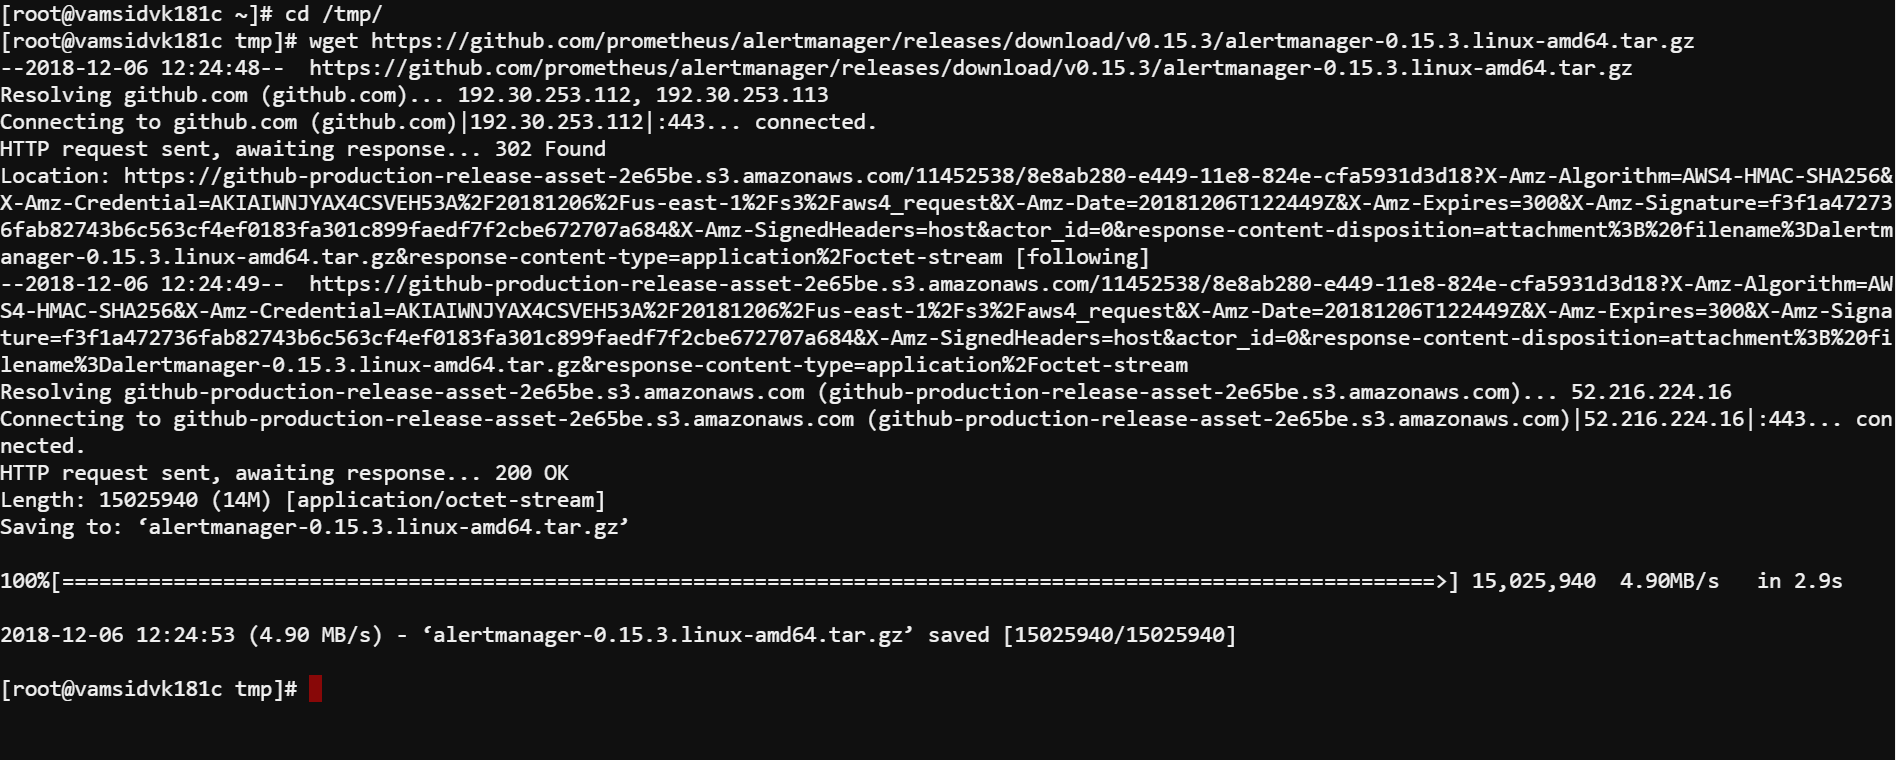 [root@vamsidvk181c ~]# cd /tmp/
[root@vamsidvk181c tmp]# wget https://github.com/prometheus/alertmanager/releases/download/v0.15.3/alertmanager-0.15.3.linux-amd64.tar.gz
--2018-12-06 12:24:48--  https://github.com/prometheus/alertmanager/releases/download/v0.15.3/alertmanager-0.15.3.linux-amd64.tar.gz
Resolving github.com (github.com)... 192.30.253.112, 192.30.253.113
Connecting to github.com (github.com)|192.30.253.112|:443... connected.
HTTP request sent, awaiting response... 302 Found
Location: https://github-production-release-asset-2e65be.s3.amazonaws.com/11452538/8e8ab280-e449-11e8-824e-cfa5931d3d18?X-Amz-Algorithm=AWS4-HMAC-SHA256&
X-Amz-Credential=AKIAIWNJYAX4CSVEH53A%2F20181206%2Fus-east-1%2Fs3%2Faws4_request&X-Amz-Date=20181206T122449Z&X-Amz-Expires=300&X-Amz-Signature=f3f1a47273
6fab82743b6c563cf4ef0183fa301c899faedf7f2cbe672707a684&X-Amz-SignedHeaders=host&actor_id=0&response-content-disposition=attachment%3B%20filename%3Dalertm
anager-0.15.3.linux-amd64.tar.gz&response-content-type=application%2Foctet-stream [following]
--2018-12-06 12:24:49--  https://github-production-release-asset-2e65be.s3.amazonaws.com/11452538/8e8ab280-e449-11e8-824e-cfa5931d3d18?X-Amz-Algorithm=AW
S4-HMAC-SHA256&X-Amz-Credential=AKIAIWNJYAX4CSVEH53A%2F20181206%2Fus-east-1%2Fs3%2Faws4_request&X-Amz-Date=20181206T122449Z&X-Amz-Expires=300&X-Amz-Signa
ture=f3f1a472736fab82743b6c563cf4ef0183fa301c899faedf7f2cbe672707a684&X-Amz-SignedHeaders=host&actor_id=0&response-content-disposition=attachment%3B%20fi
lename%3Dalertmanager-0.15.3.linux-amd64.tar.gz&response-content-type=application%2Foctet-stream
Resolving github-production-release-asset-2e65be.s3.amazonaws.com (github-production-release-asset-2e65be.s3.amazonaws.com)... 52.216.224.16
Connecting to github-production-release-asset-2e65be.s3.amazonaws.com (github-production-release-asset-2e65be.s3.amazonaws.com)|52.216.224.16|:443... con
nected.
HTTP request sent, awaiting response... 200 OK
Length: 15025940 (14M) [application/octet-stream]
Saving to: ‘alertmanager-0.15.3.linux-amd64.tar.gz’
100%[===============================================================================================================>] 15,025,940  4.90MB/s   in 2.9s
2018-12-06 12:24:53 (4.90 MB/s) - ‘alertmanager-0.15.3.linux-amd64.tar.gz’ saved [15025940/15025940]
[root@vamsidvk181c tmp]#